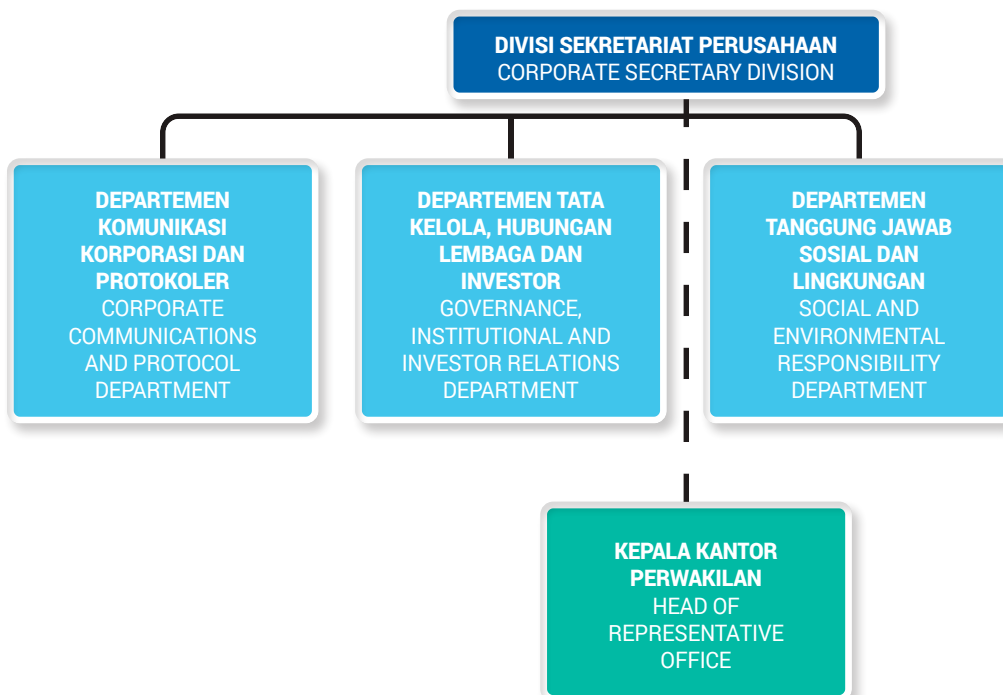 DIVISI SEKRETARIAT PERUSAHAAN
CORPORATE SECRETARY DIVISION
DEPARTEMEN
KOMUNIKASI
KORPORASI DAN
PROTOKOLER
CORPORATE
COMMUNICATIONS
AND PROTOCOL
DEPARTMENT
DEPARTEMEN TATA
KELOLA, HUBUNGAN
LEMBAGA DAN
INVESTOR
GOVERNANCE,
INSTITUTIONAL AND
INVESTOR RELATIONS
DEPARTMENT
DEPARTEMEN
TANGGUNG JAWAB
SOSIAL DAN
LINGKUNGAN
SOCIAL AND
ENVIRONMENTAL
RESPONSIBILITY
DEPARTMENT
KEPALA KANTOR
PERWAKILAN
HEAD OF
REPRESENTATIVE
OFFICE